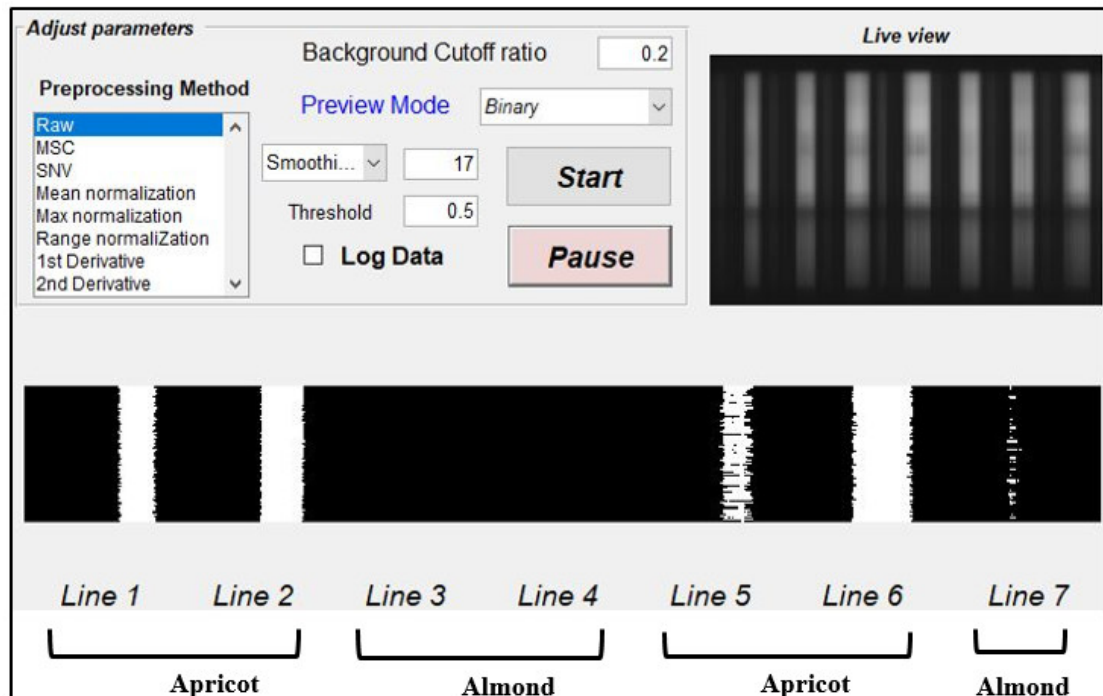 Adjust parameters
Background Cutoff ratio 0.2
Live view
Preprocessing Method
Preview Mode Binary
Raw
MSC
SNV
Mean normalization
Max normalization
Range normaliZation
1st Derivative
2nd Derivative
Smoothi... 17
Start
Threshold 0.5
Log Data
Pause
Line 1 Line 2 Line 3 Line 4 Line 5 Line 6 Line 7
Apricot Almond Apricot Almond